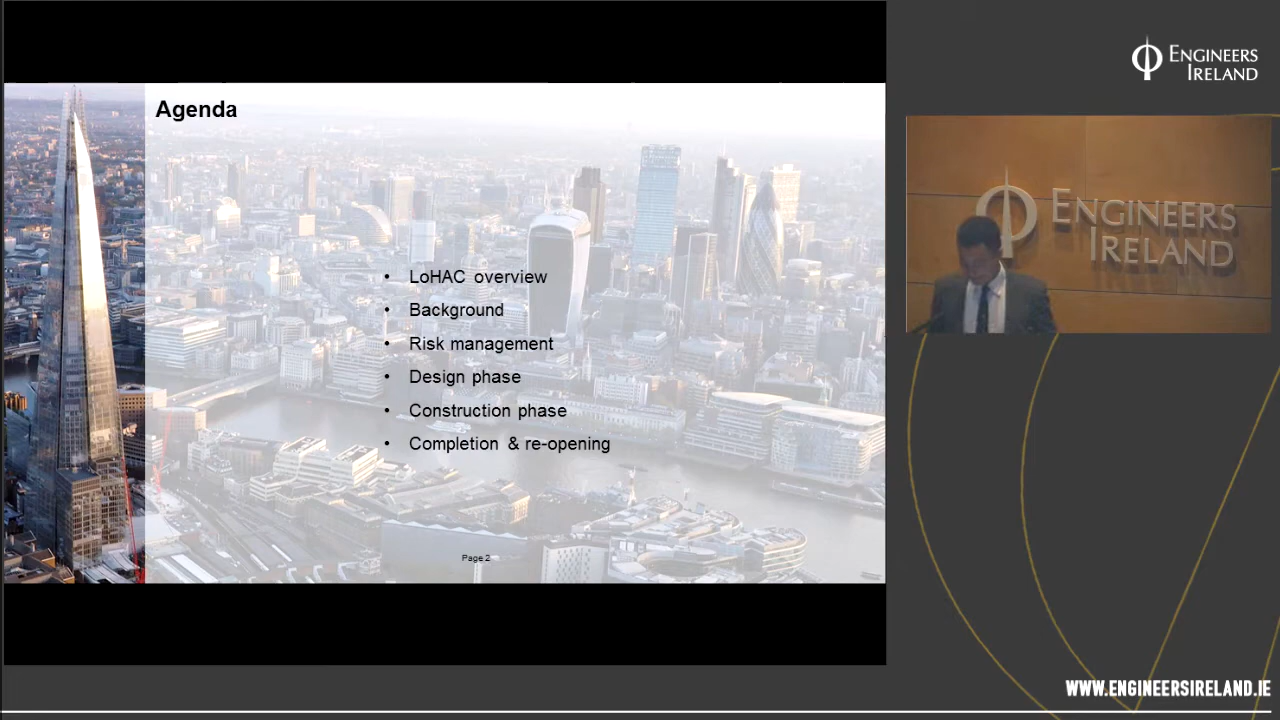 Agenda
• LoHAC overview
• Background
• Risk management
• Design phase
• Construction phase
• Completion & re-opening
Page 2
ENGINEERS
IRELAND
ENGINEERS
IRELAND
WWW.ENGINEERSIRELAND.IE